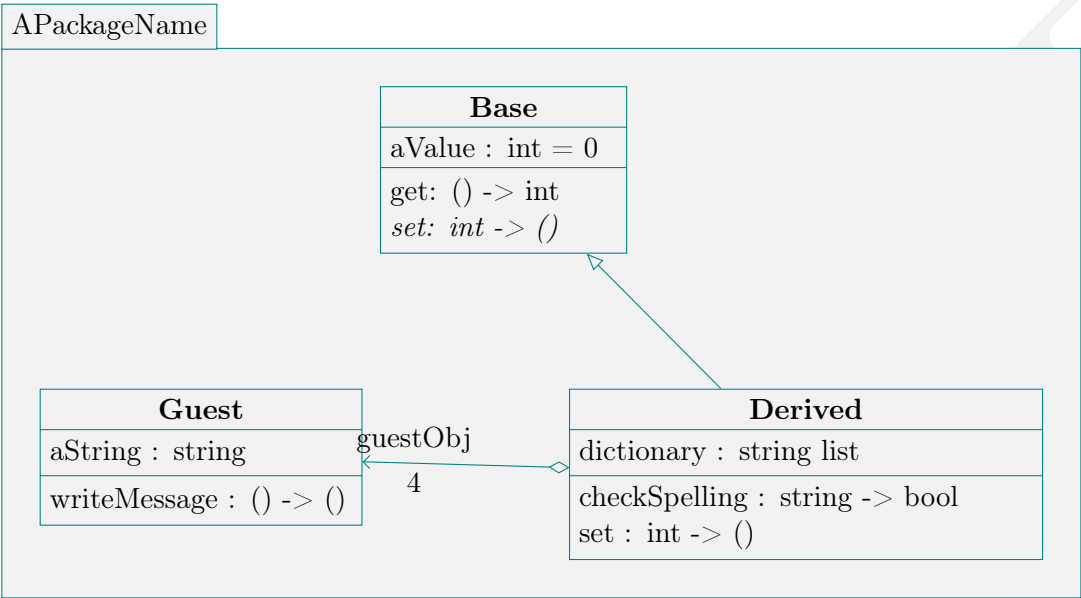 APackageName
Base
aValue : int = 0
get: () -> int
set: int -> ()
Guest
aString : string
writeMessage : () -> ()
guestObj
4
Derived
dictionary : string list
checkSpelling : string -> bool
set : int -> ()